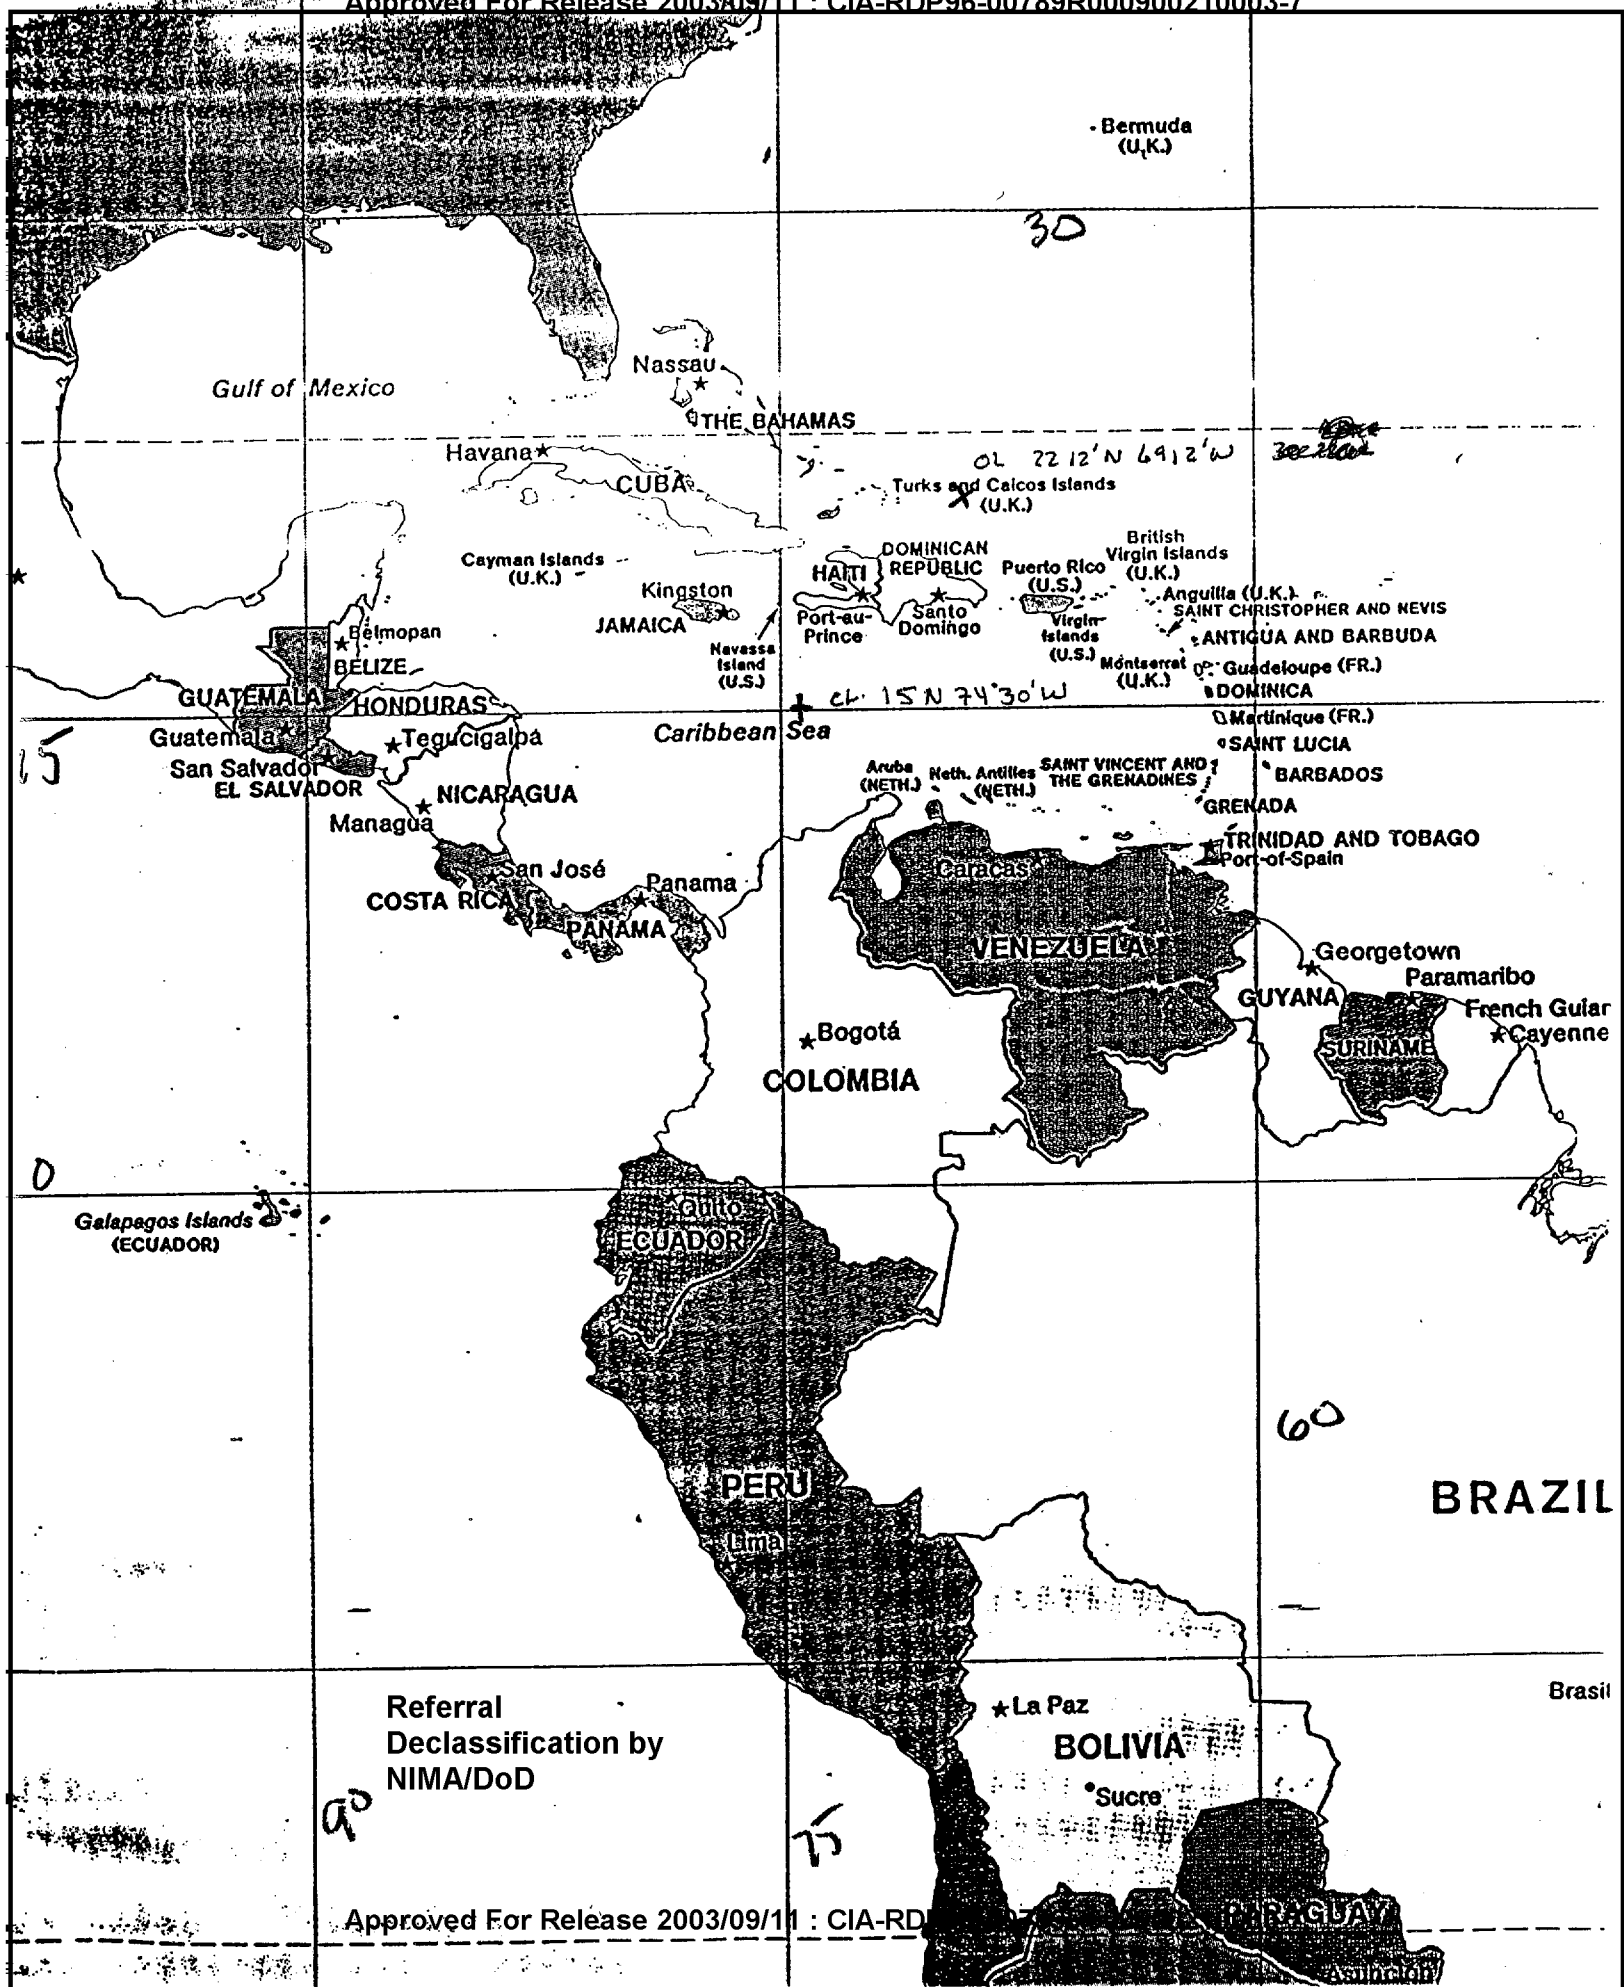 Approved For Release 2003/09/11 : CIA-RDP96-00789R000900210003-7
Bermuda
(U.K.)
30
Nassau
Gulf of Mexico
THE BAHAMAS
Havana
OL 22 12'N 69 12'W
CUBA
Turks and Caicos Islands
(U.K.)
X
Cayman Islands
(U.K.)
HAITI
DOMINICAN
REPUBLIC
Puerto Rico
(U.S.)
British
Virgin Islands
(U.K.)
Kingston
JAMAICA
Port-au-
Prince
Santo
Domingo
Virgin
Islands
(U.S.)
Anguilla (U.K.)
SAINT CHRISTOPHER AND NEVIS
ANTIGUA AND BARBUDA
Navassa
Island
(U.S.)
Montserrat
(U.K.)
Guadeloupe (FR.)
Belmopan
BELIZE
GUATEMALA
HONDURAS
CL. 15 N 74°30'W
DOMINICA
Martinique (FR.)
15
Guatemala
Tegucigalpa
Caribbean Sea
SAINT LUCIA
San Salvador
EL SALVADOR
NICARAGUA
Managua
Aruba
(NETH.)
Neth. Antilles
(NETH.)
SAINT VINCENT AND
THE GRENADINES
BARBADOS
GRENADA
TRINIDAD AND TOBAGO
Port-of-Spain
San José
COSTA RICA
Panama
PANAMA
Caracas
VENEZUELA
Georgetown
GUYANA
Paramaribo
SURINAME
French Guiar
Cayenne
Bogotá
COLOMBIA
0
Galapagos Islands
(ECUADOR)
Quito
ECUADOR
60
PERU
BRAZIL
Lima
Referral
Declassification by
NIMA/DoD
La Paz
BOLIVIA
Sucre
Brasil
90
75
Approved For Release 2003/09/11 : CIA-RD
PARAGUAY
Asunción